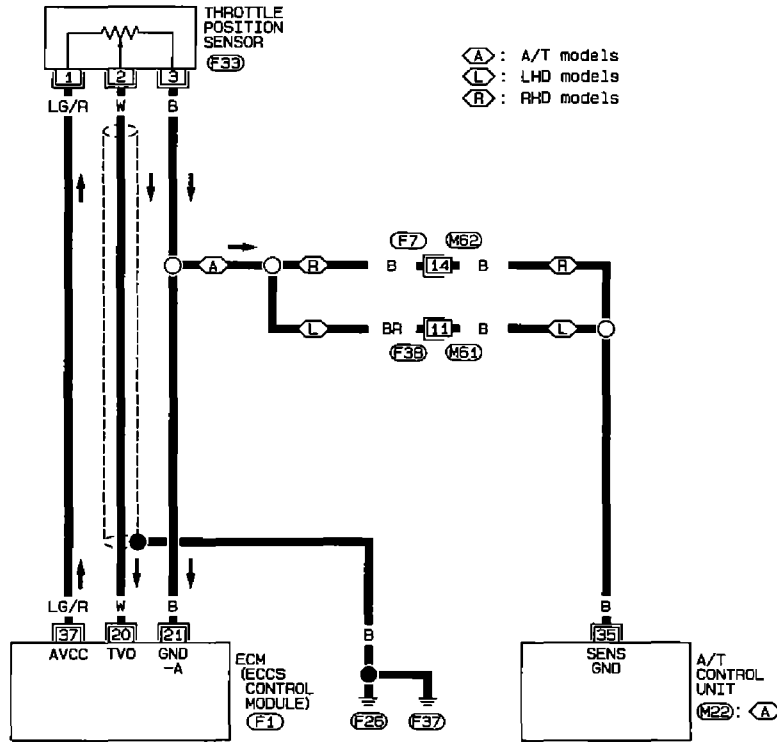 THROTTLE
POSITION
SENSOR
F33
1 2 3
LG/R W B
A : A/T models
L : LHD models
R : RHD models
F7 M62
A R B 14 B R
L BR 11 B L
F38 M61
LG/R W B B B
37 20 21 35
AVCC TVO GND
-A
SENS
GND
ECM
(ECCS
CONTROL
MODULE)
F1
F26 F37
A/T
CONTROL
UNIT
M22 : A